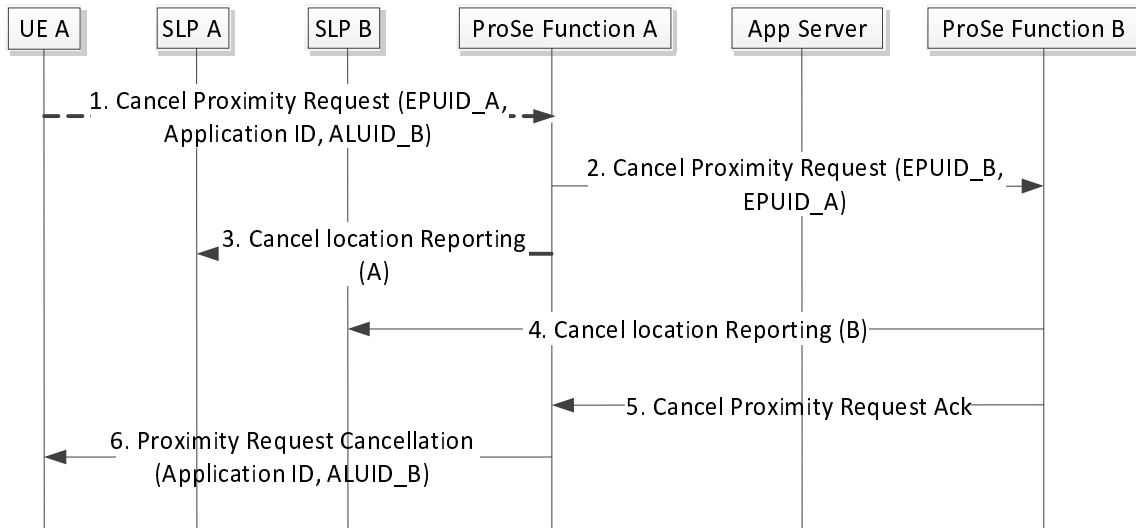 UE A
SLP A
SLP B
ProSe Function A
App Server
ProSe Function B
1. Cancel Proximity Request (EPUID_A,
Application ID, ALUID_B)
2. Cancel Proximity Request (EPUID_B,
EPUID_A)
3. Cancel location Reporting
(A)
4. Cancel location Reporting (B)
5. Cancel Proximity Request Ack
6. Proximity Request Cancellation
(Application ID, ALUID_B)